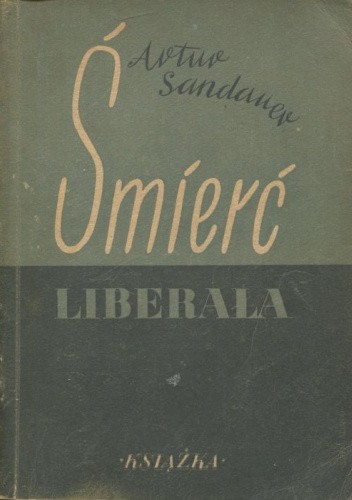 Artur
Sandauer
Śmierć
LIBERAŁA
·KSIĄŻKA·